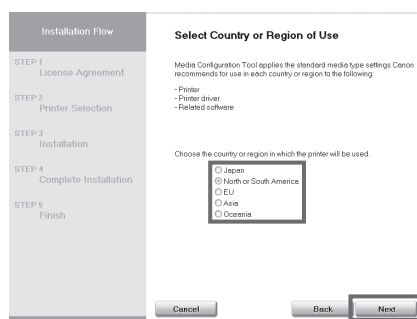 Installation Flow
STEP 1
License Agreement
STEP 2
Printer Selection
STEP 3
Installation
STEP 4
Complete Installation
STEP 5
Finish
Select Country or Region of Use
Media Configuration Tool applies the standard media type settings Canon
recommends for use in each country or region to the following:
- Printer
- Printer driver
- Related software
Choose the country or region in which the printer will be used.
Japan
North or South America
EU
Asia
Oceania
Cancel
Back
Next